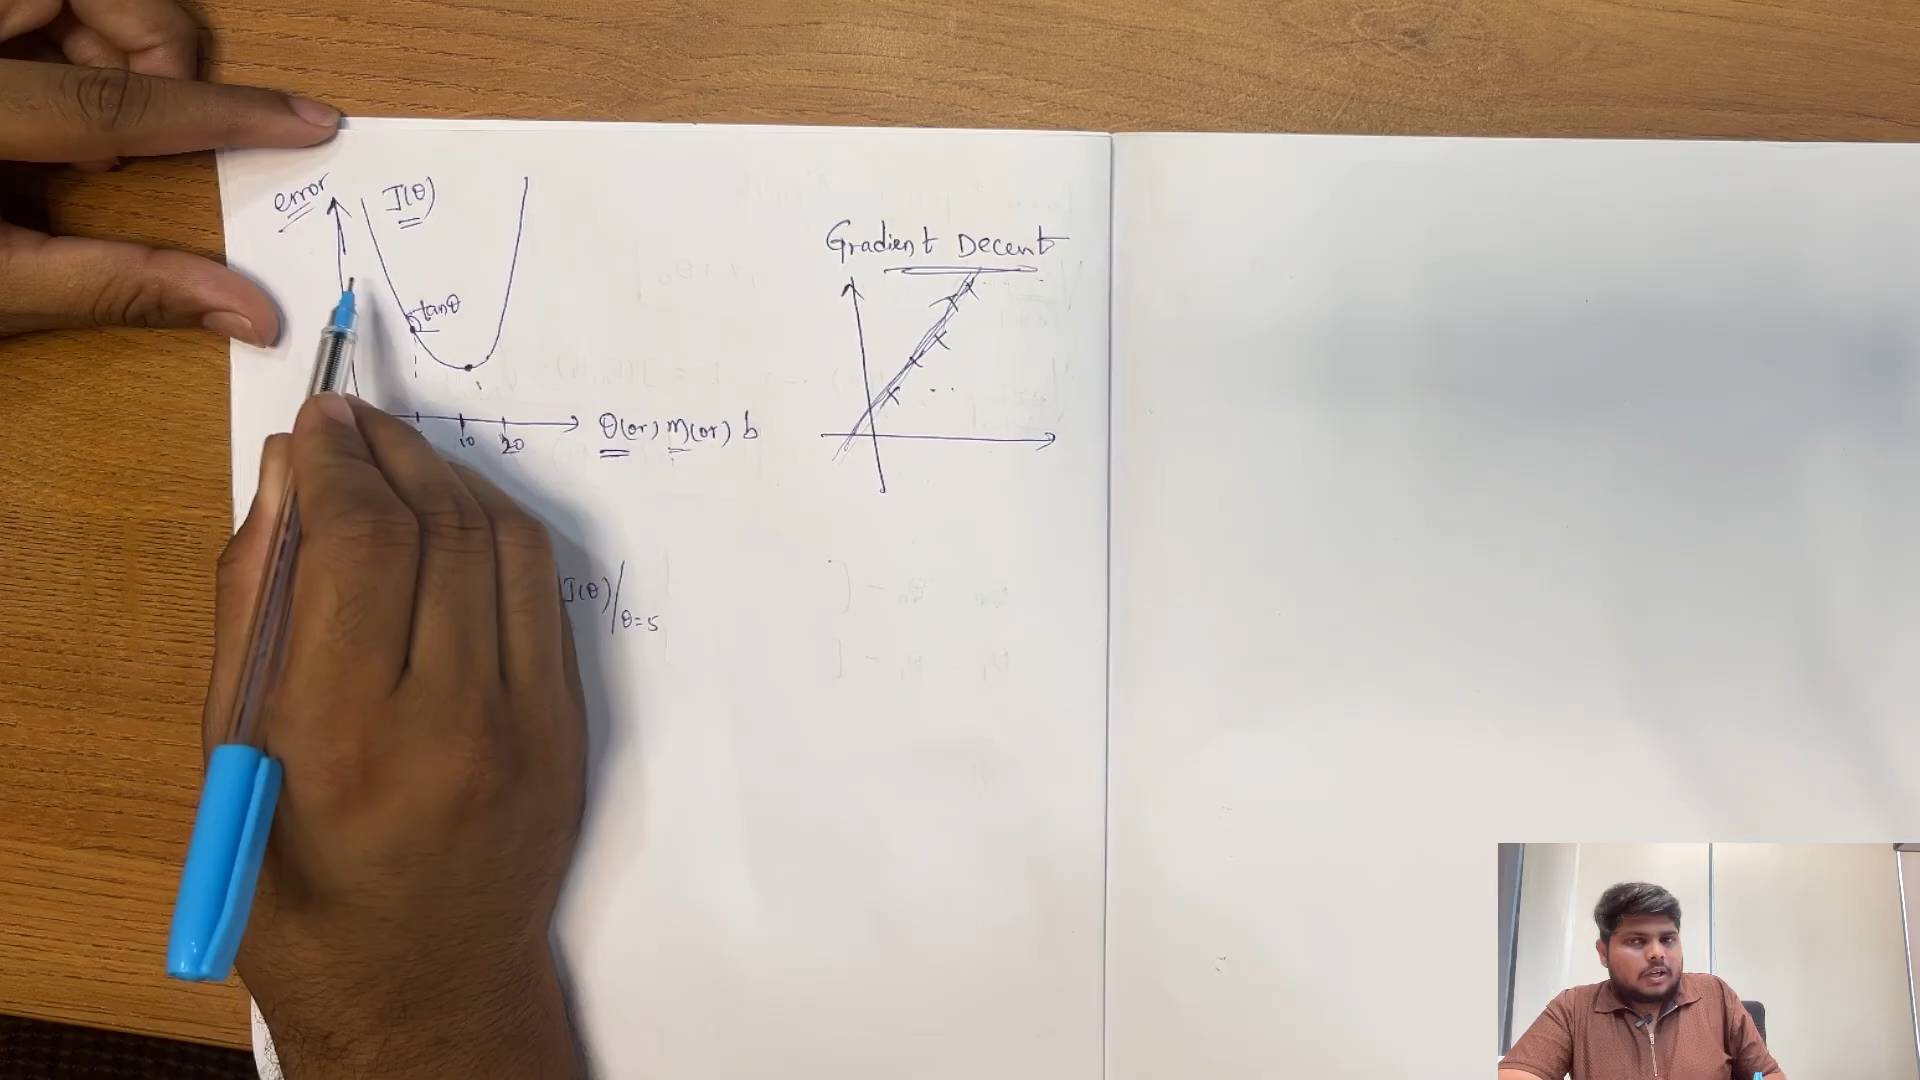 error
J(θ)
tanθ
10 20
θ(or) m(or) b
Gradient Decent
J(θ)/θ=5